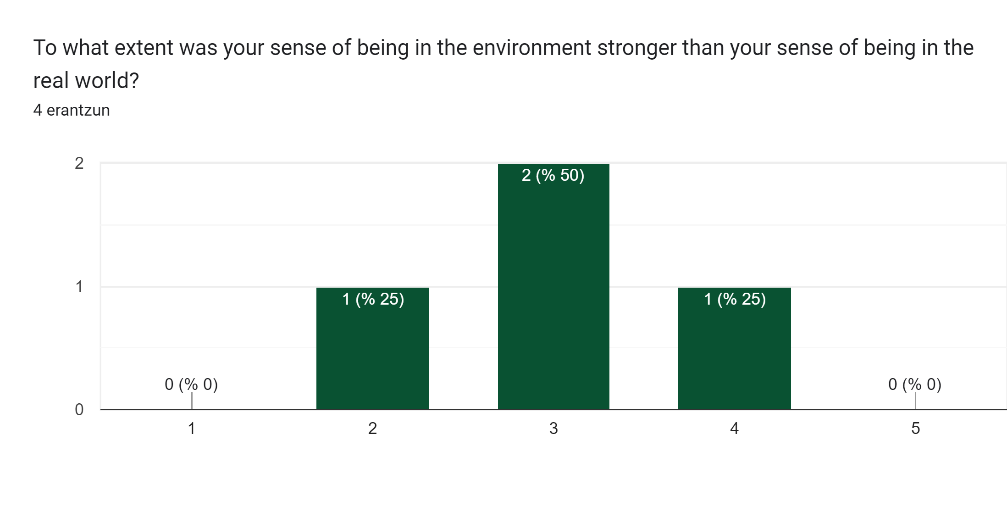 To what extent was your sense of being in the environment stronger than your sense of being in the
real world?
4 erantzun
2
1
0
0 (% 0)
1 (% 25)
2 (% 50)
1 (% 25)
0 (% 0)
1
2
3
4
5